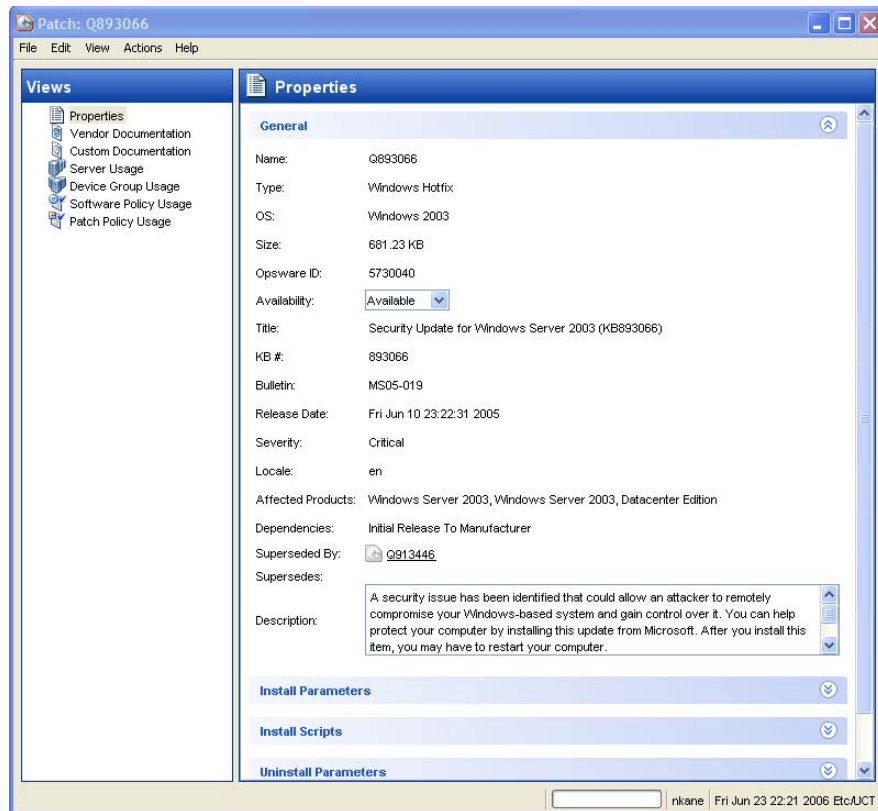 Patch: Q893066
File Edit View Actions Help
Views
Properties
Vendor Documentation
Custom Documentation
Server Usage
Device Group Usage
Software Policy Usage
Patch Policy Usage
Properties
General
Name: Q893066
Type: Windows Hotfix
OS: Windows 2003
Size: 681.23 KB
Opsware ID: 5730040
Availability: Available
Title: Security Update for Windows Server 2003 (KB893066)
KB #: 893066
Bulletin: MS05-019
Release Date: Fri Jun 10 23:22:31 2005
Severity: Critical
Locale: en
Affected Products: Windows Server 2003, Windows Server 2003, Datacenter Edition
Dependencies: Initial Release To Manufacturer
Superseded By: Q913446
Supersedes:
Description: A security issue has been identified that could allow an attacker to remotely
compromise your Windows-based system and gain control over it. You can help
protect your computer by installing this update from Microsoft. After you install this
item, you may have to restart your computer.
Install Parameters
Install Scripts
Uninstall Parameters
nkane Fri Jun 23 22:21 2006 Etc/UCT